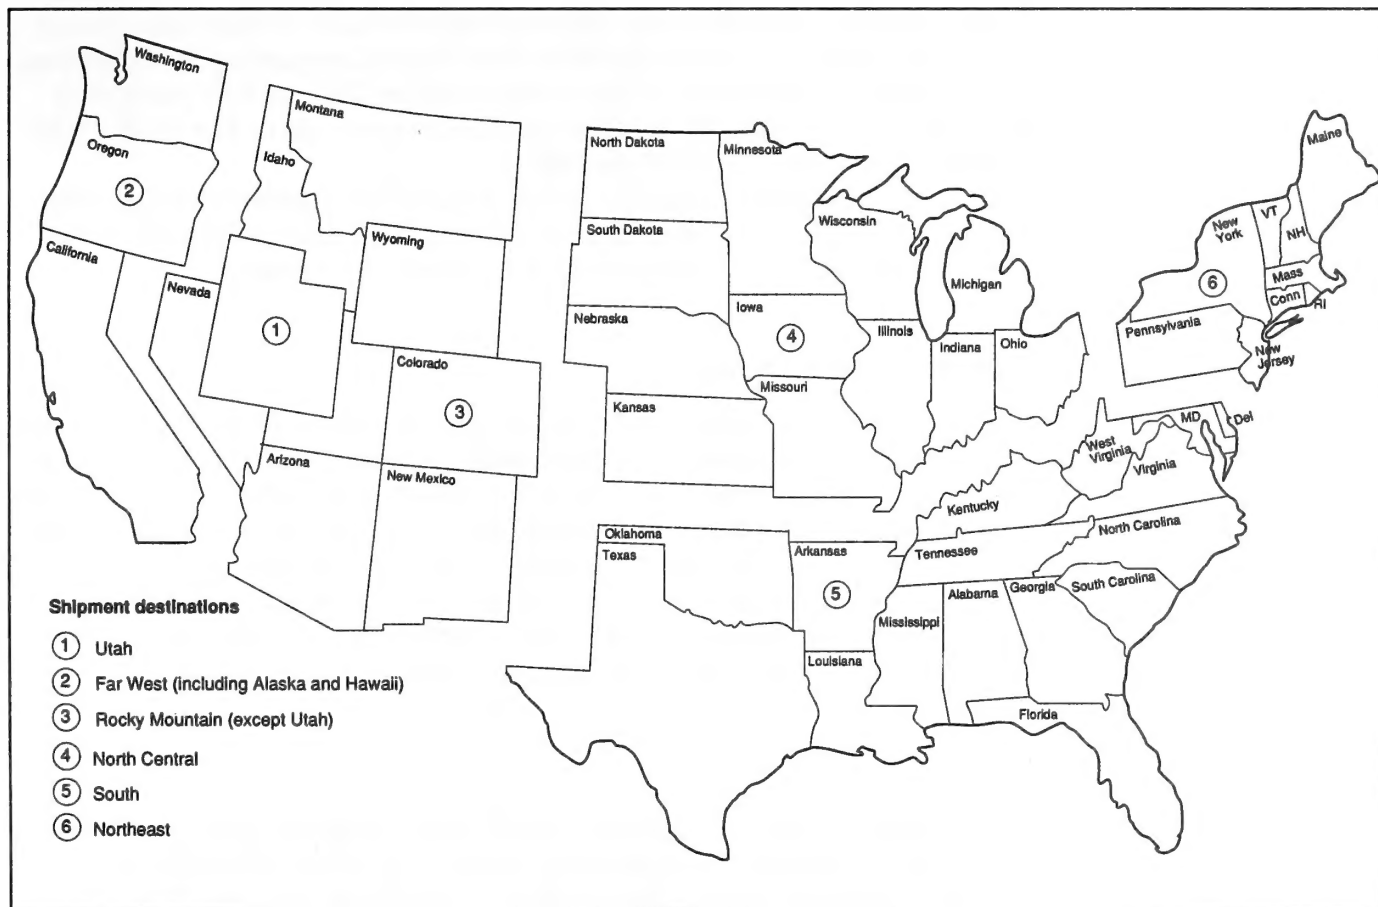 Washington
Montana
Oregon
Idaho
2
California
Nevada
Wyoming
1
Colorado
3
Arizona
New Mexico
North Dakota
Minnesota
South Dakota
Wisconsin
Michigan
Nebraska
Iowa
4
Illinois
Indiana
Ohio
Missouri
Kansas
Maine
New
York
VT
NH
Mass
6
Conn
RI
Pennsylvania
New
Jersey
MD
Del
West
Virginia
Virginia
Kentucky
North Carolina
Oklahoma
Texas
Arkansas
Tennessee
5
Mississippi
Alabama
Georgia
South Carolina
Louisiana
Florida
Shipment destinations
1 Utah
2 Far West (including Alaska and Hawaii)
3 Rocky Mountain (except Utah)
4 North Central
5 South
6 Northeast